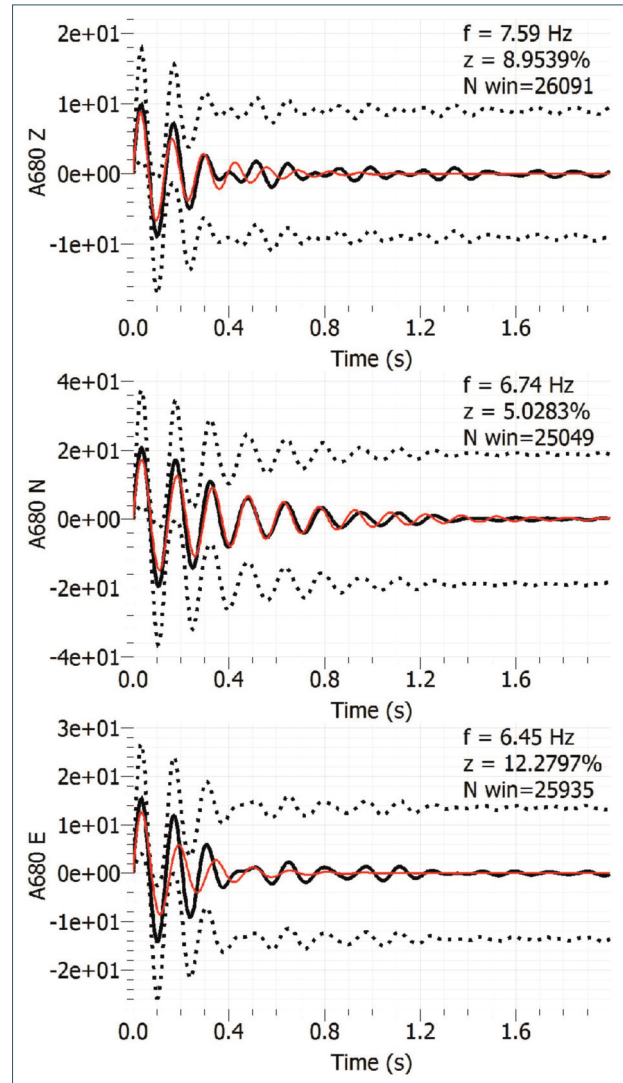 2e+01
1e+01
0e+00
-1e+01
A680 Z
f = 7.59 Hz
z = 8.9539%
N win=26091
0.0 0.4 0.8 1.2 1.6
Time (s)
4e+01
2e+01
0e+00
-2e+01
-4e+01
A680 N
f = 6.74 Hz
z = 5.0283%
N win=25049
0.0 0.4 0.8 1.2 1.6
Time (s)
3e+01
2e+01
1e+01
0e+00
-1e+01
-2e+01
A680 E
f = 6.45 Hz
z = 12.2797%
N win=25935
0.0 0.4 0.8 1.2 1.6
Time (s)